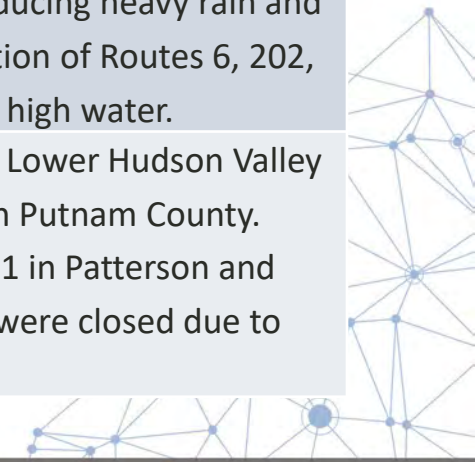 ducing heavy rain and
tion of Routes 6, 202,
high water.
Lower Hudson Valley
Putnam County.
1 in Patterson and
were closed due to